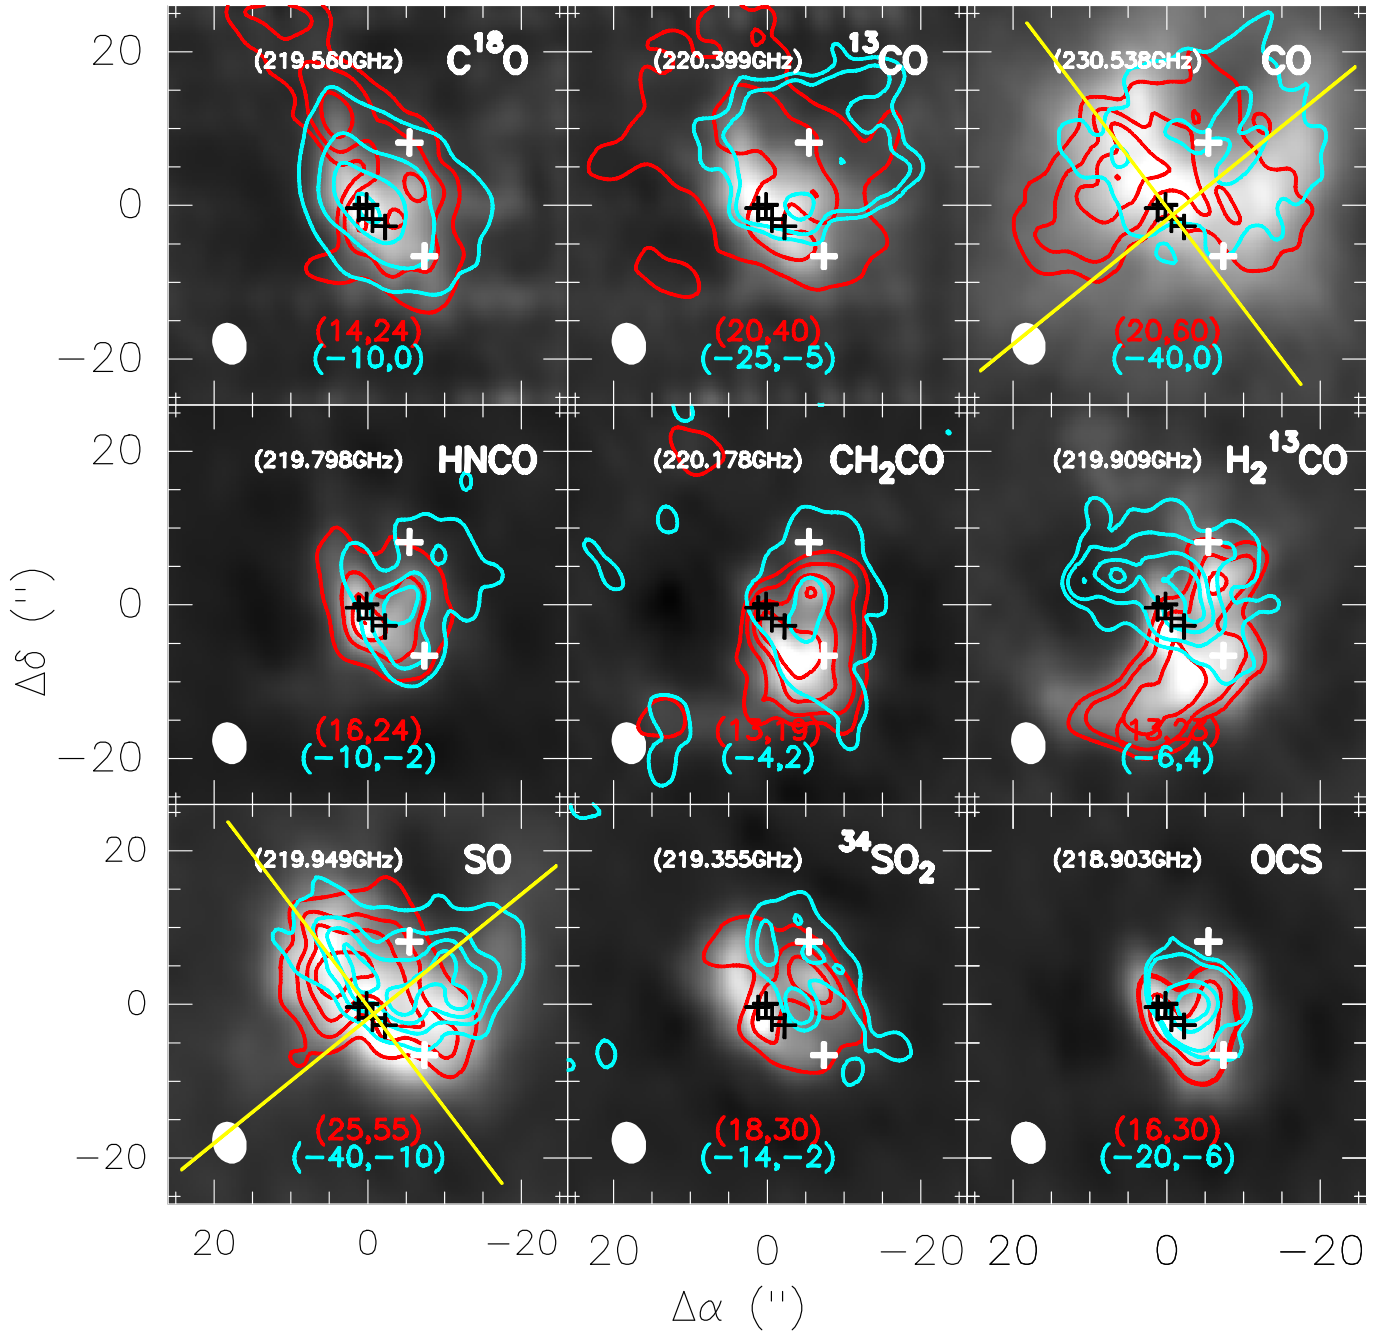 20
(219.560GHz) C¹⁸O
(220.399GHz) ¹³CO
(230.538GHz) CO
0
(14,24)
(20,40)
(20,60)
−20
(−10,0)
(−25,−5)
(−40,0)
20
(219.798GHz) HNCO
(220.178GHz) CH₂CO
(219.909GHz) H₂¹³CO
0
(16,24)
(13,19)
(13,23)
−20
(−10,−2)
(−4,2)
(−6,4)
20
(219.949GHz) SO
(219.355GHz) ³⁴SO₂
(218.903GHz) OCS
0
(25,55)
(18,30)
(16,30)
−20
(−40,−10)
(−14,−2)
(−20,−6)
20 0 −20
20 0 −20
20 0 −20
Δδ ('')
Δα ('')